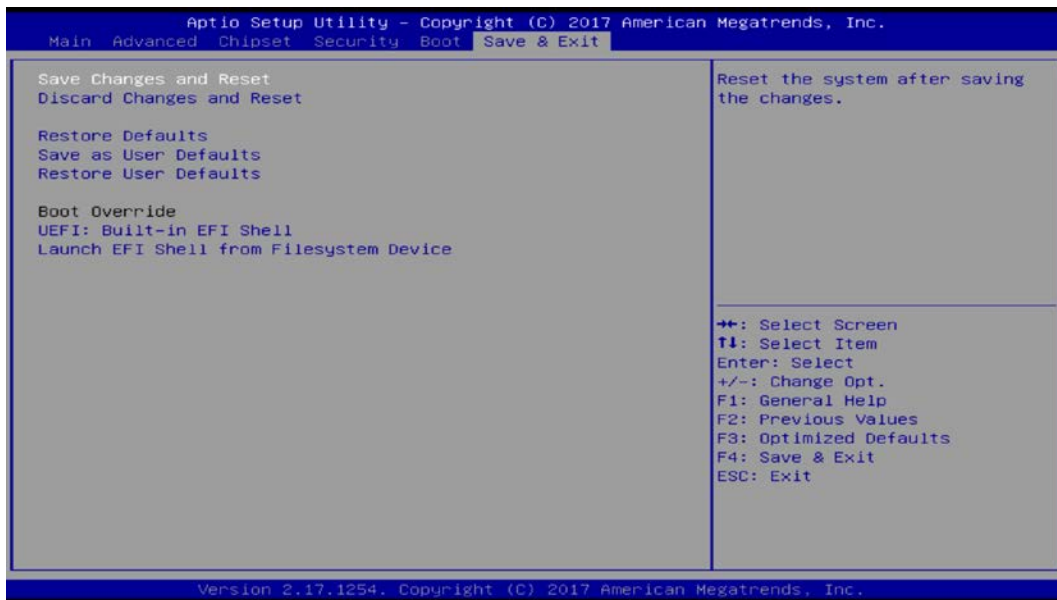 Aptio Setup Utility – Copyright (C) 2017 American Megatrends, Inc.
Main Advanced Chipset Security Boot Save & Exit
Save Changes and Reset
Discard Changes and Reset
Restore Defaults
Save as User Defaults
Restore User Defaults
Boot Override
UEFI: Built-in EFI Shell
Launch EFI Shell from Filesystem Device
Reset the system after saving
the changes.
→←: Select Screen
↑↓: Select Item
Enter: Select
+/-: Change Opt.
F1: General Help
F2: Previous Values
F3: Optimized Defaults
F4: Save & Exit
ESC: Exit
Version 2.17.1254. Copyright (C) 2017 American Megatrends, Inc.